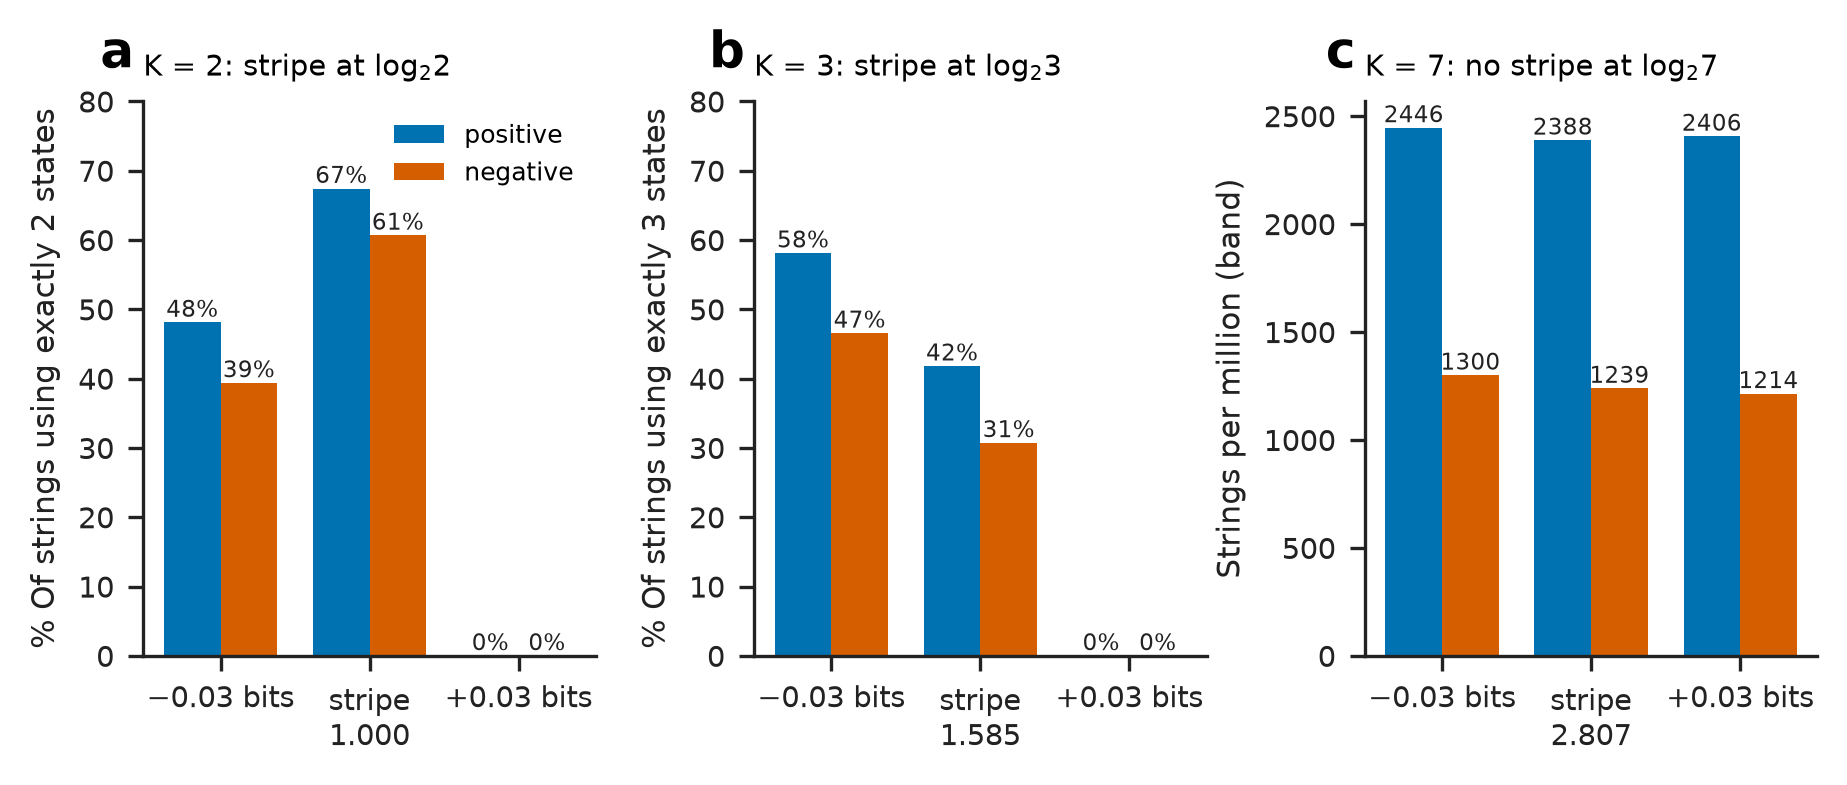 a
K = 2: stripe at log₂2
% Of strings using exactly 2 states
80
70
60
50
40
30
20
10
0
positive
negative
48%
39%
67%
61%
0%
0%
−0.03 bits
stripe
1.000
+0.03 bits
b
K = 3: stripe at log₂3
% Of strings using exactly 3 states
80
70
60
50
40
30
20
10
0
58%
47%
42%
31%
0%
0%
−0.03 bits
stripe
1.585
+0.03 bits
c
K = 7: no stripe at log₂7
Strings per million (band)
2500
2000
1500
1000
500
0
2446
1300
2388
1239
2406
1214
−0.03 bits
stripe
2.807
+0.03 bits